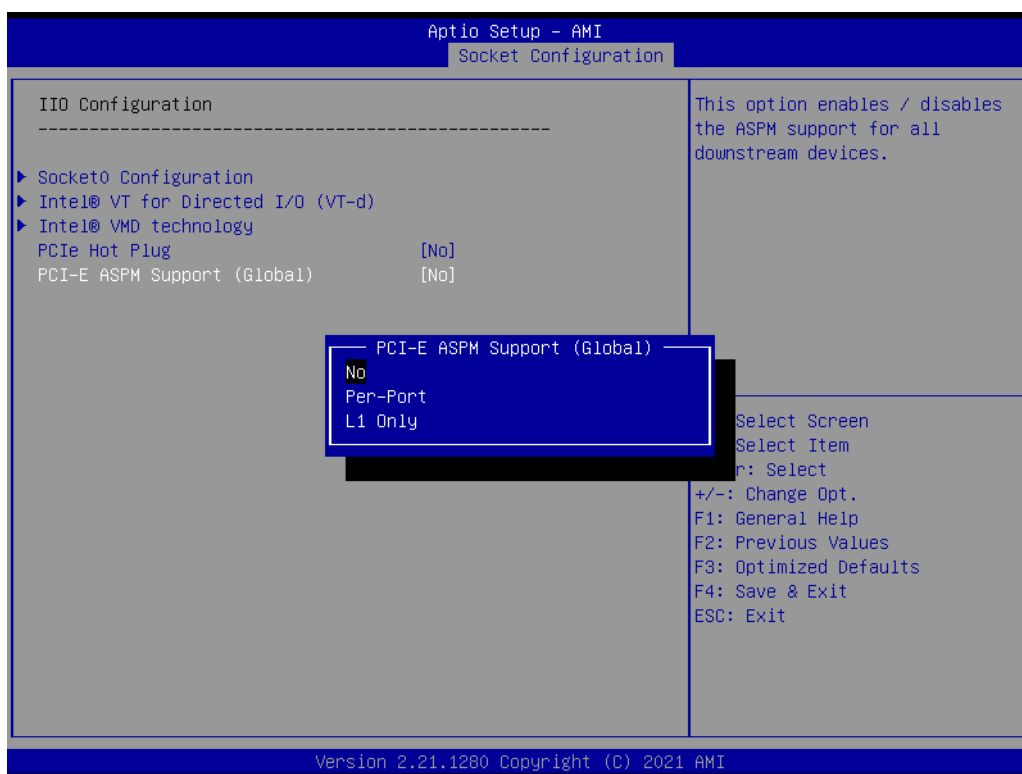 Aptio Setup – AMI
Socket Configuration
IIO Configuration
--------------------------------------------------
Socket0 Configuration
Intel® VT for Directed I/O (VT-d)
Intel® VMD technology
PCIe Hot Plug [No]
PCI-E ASPM Support (Global) [No]
This option enables / disables
the ASPM support for all
downstream devices.
PCI-E ASPM Support (Global)
No
Per-Port
L1 Only
Select Screen
Select Item
r: Select
+/-: Change Opt.
F1: General Help
F2: Previous Values
F3: Optimized Defaults
F4: Save & Exit
ESC: Exit
Version 2.21.1280 Copyright (C) 2021 AMI